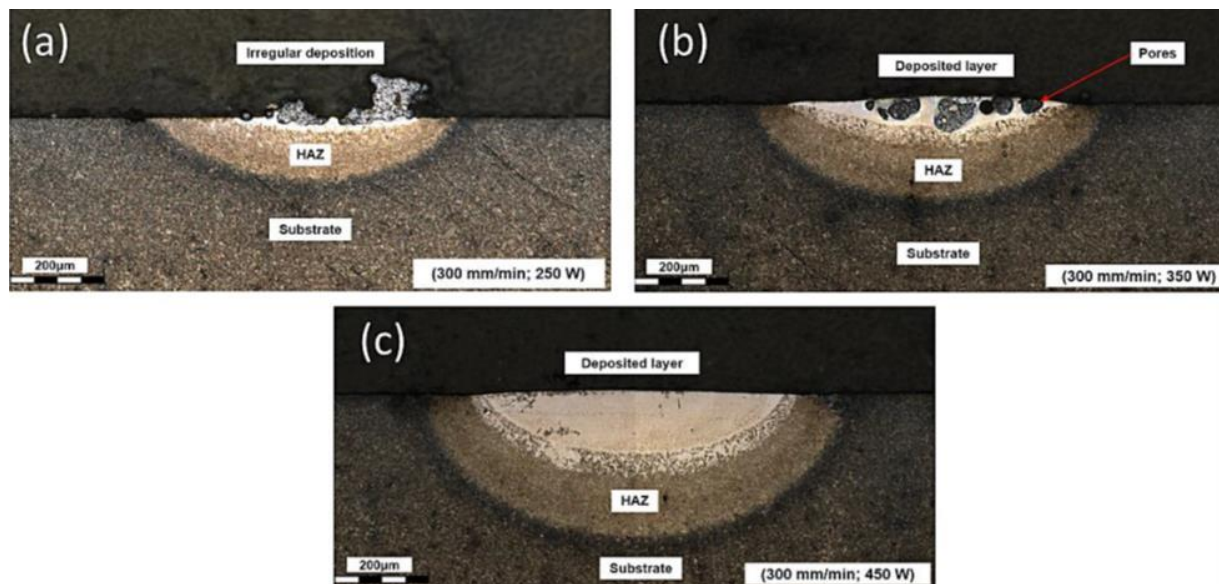 (a)
Irregular deposition
HAZ
Substrate
200μm
(300 mm/min; 250 W)
(b)
Deposited layer
Pores
HAZ
Substrate
200μm
(300 mm/min; 350 W)
(c)
Deposited layer
HAZ
Substrate
200μm
(300 mm/min; 450 W)